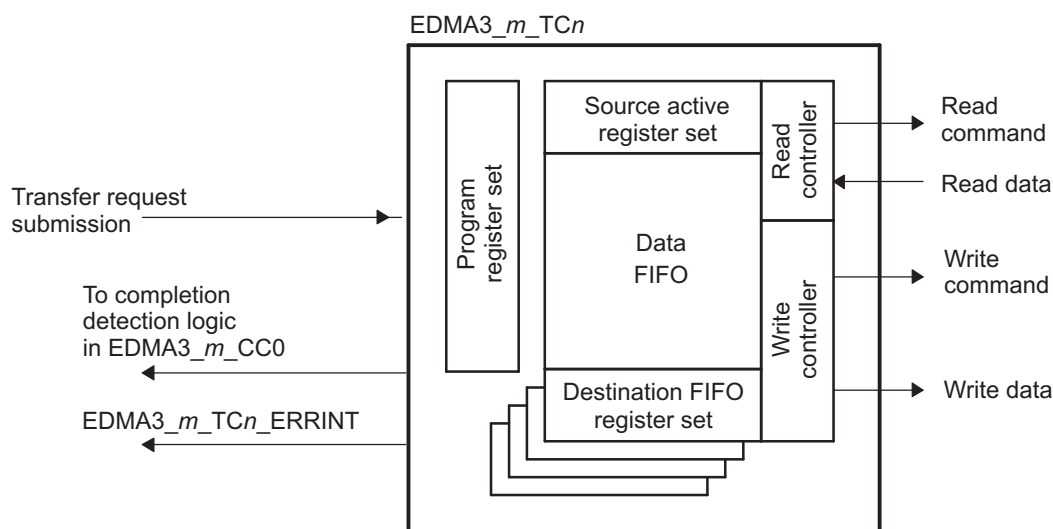 EDMA3_m_TCn
Source active
register set
Read
controller
Read
command
Read data
Transfer request
submission
Program
register set
Data
FIFO
Write
controller
Write
command
To completion
detection logic
in EDMA3_m_CC0
Destination FIFO
register set
Write data
EDMA3_m_TCn_ERRINT